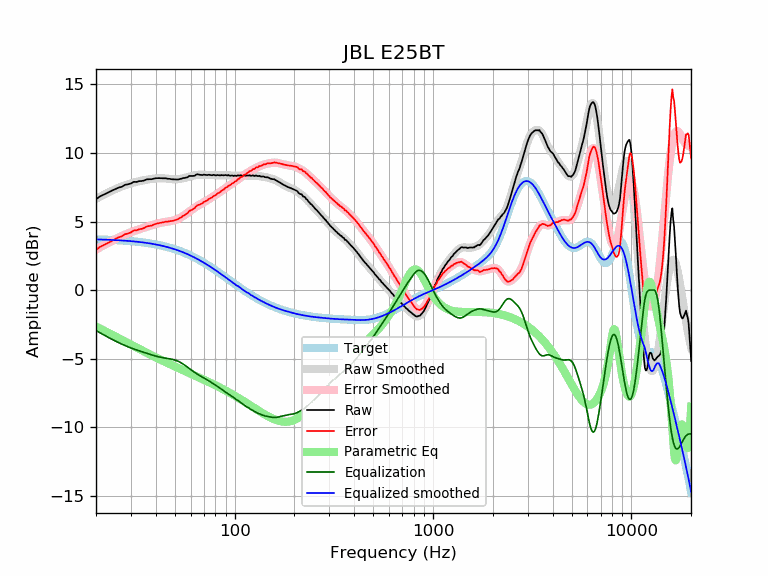 JBL E25BT
Amplitude (dBr)
15
10
5
0
−5
−10
−15
Target
Raw Smoothed
Error Smoothed
Raw
Error
Parametric Eq
Equalization
Equalized smoothed
100
1000
10000
Frequency (Hz)